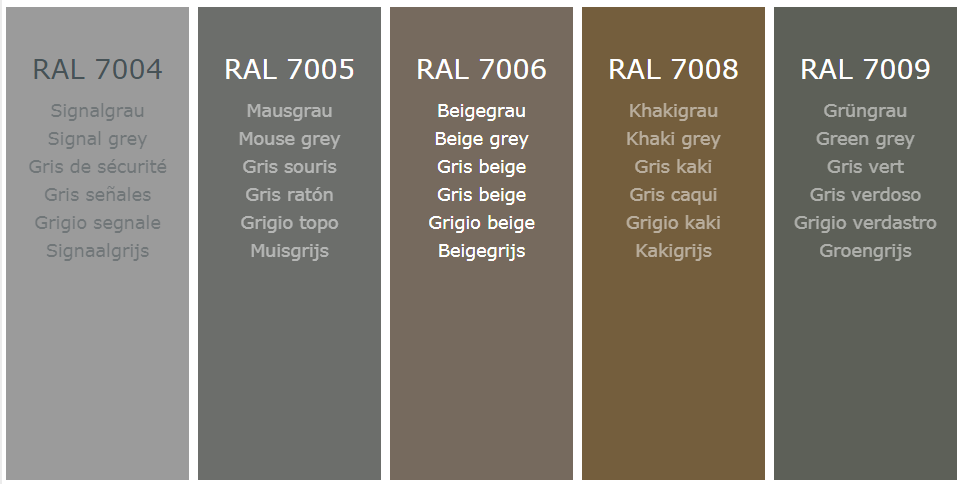 RAL 7004
Signalgrau
Signal grey
Gris de sécurité
Gris señales
Grigio segnale
Signaalgrijs
RAL 7005
Mausgrau
Mouse grey
Gris souris
Gris ratón
Grigio topo
Muisgrijs
RAL 7006
Beigegrau
Beige grey
Gris beige
Gris beige
Grigio beige
Beigegrijs
RAL 7008
Khakigrau
Khaki grey
Gris kaki
Gris caqui
Grigio kaki
Kakigrijs
RAL 7009
Grüngrau
Green grey
Gris vert
Gris verdoso
Grigio verdastro
Groengrijs